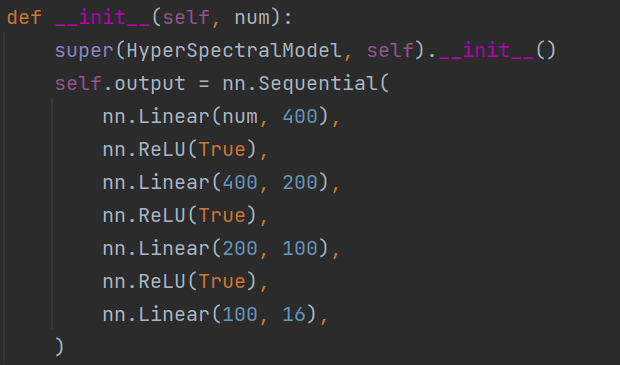 def __init__(self, num):
    super(HyperSpectralModel, self).__init__()
    self.output = nn.Sequential(
        nn.Linear(num, 400),
        nn.ReLU(True),
        nn.Linear(400, 200),
        nn.ReLU(True),
        nn.Linear(200, 100),
        nn.ReLU(True),
        nn.Linear(100, 16),
    )